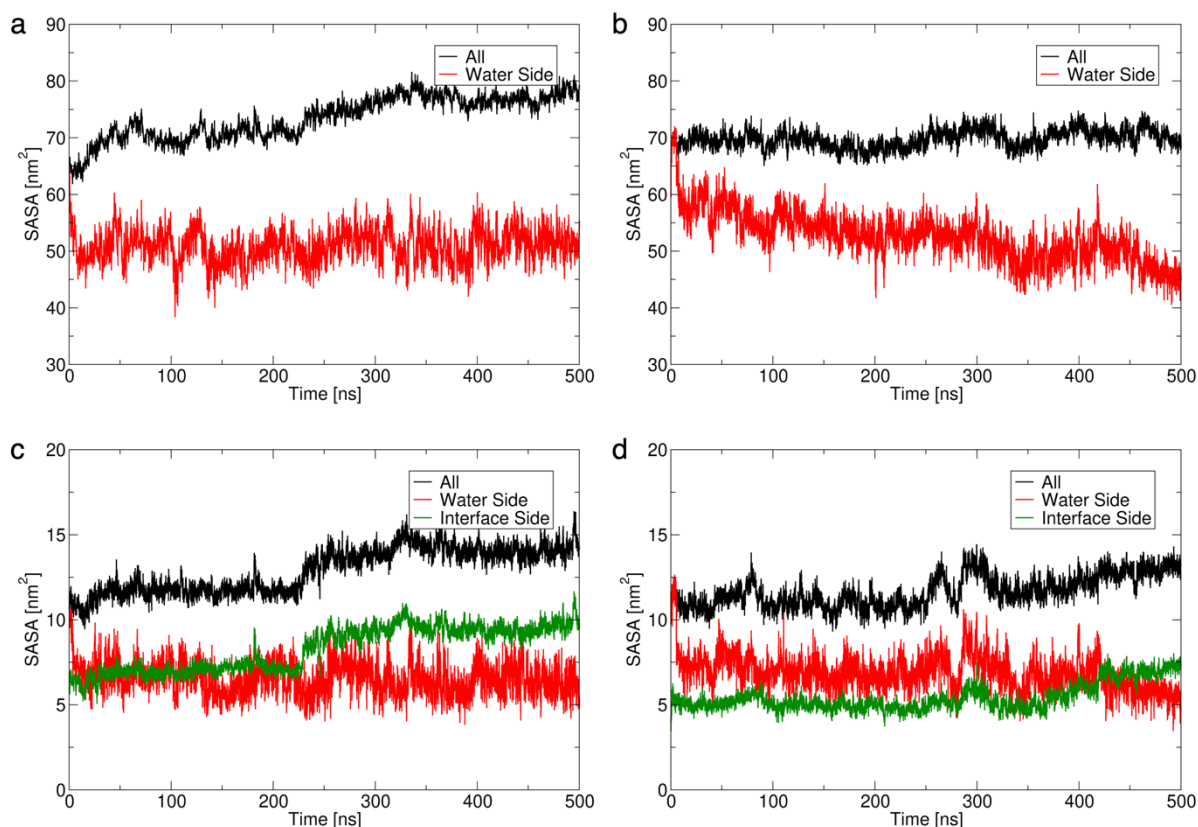 a
90
80
70
60
50
40
30
SASA [nm²]
All
Water Side
0 100 200 300 400 500
Time [ns]
b
90
80
70
60
50
40
30
SASA [nm²]
All
Water Side
0 100 200 300 400 500
Time [ns]
c
20
15
10
5
0
SASA [nm²]
All
Water Side
Interface Side
0 100 200 300 400 500
Time [ns]
d
20
15
10
5
0
SASA [nm²]
All
Water Side
Interface Side
0 100 200 300 400 500
Time [ns]